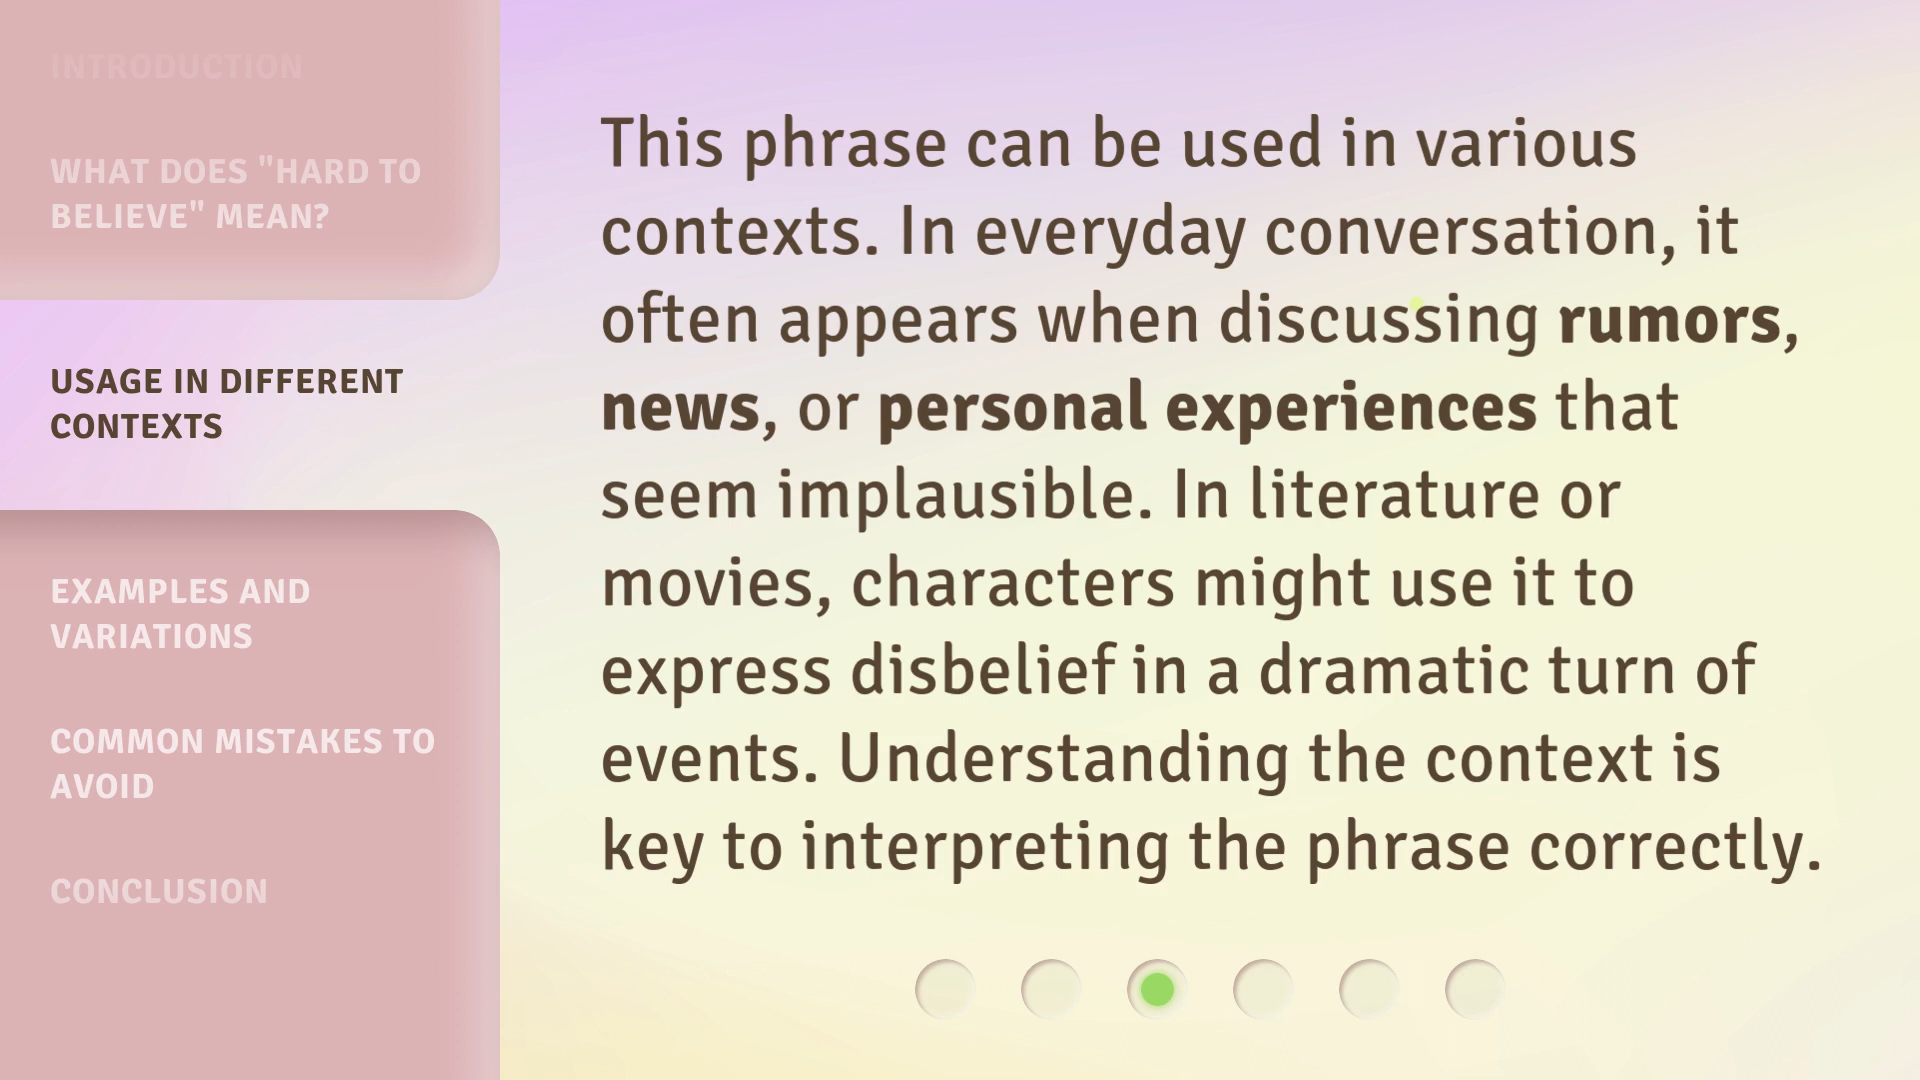 INTRODUCTION
WHAT DOES "HARD TO
BELIEVE" MEAN?
USAGE IN DIFFERENT
CONTEXTS
EXAMPLES AND
VARIATIONS
COMMON MISTAKES TO
AVOID
CONCLUSION
This phrase can be used in various
contexts. In everyday conversation, it
often appears when discussing rumors,
news, or personal experiences that
seem implausible. In literature or
movies, characters might use it to
express disbelief in a dramatic turn of
events. Understanding the context is
key to interpreting the phrase correctly.